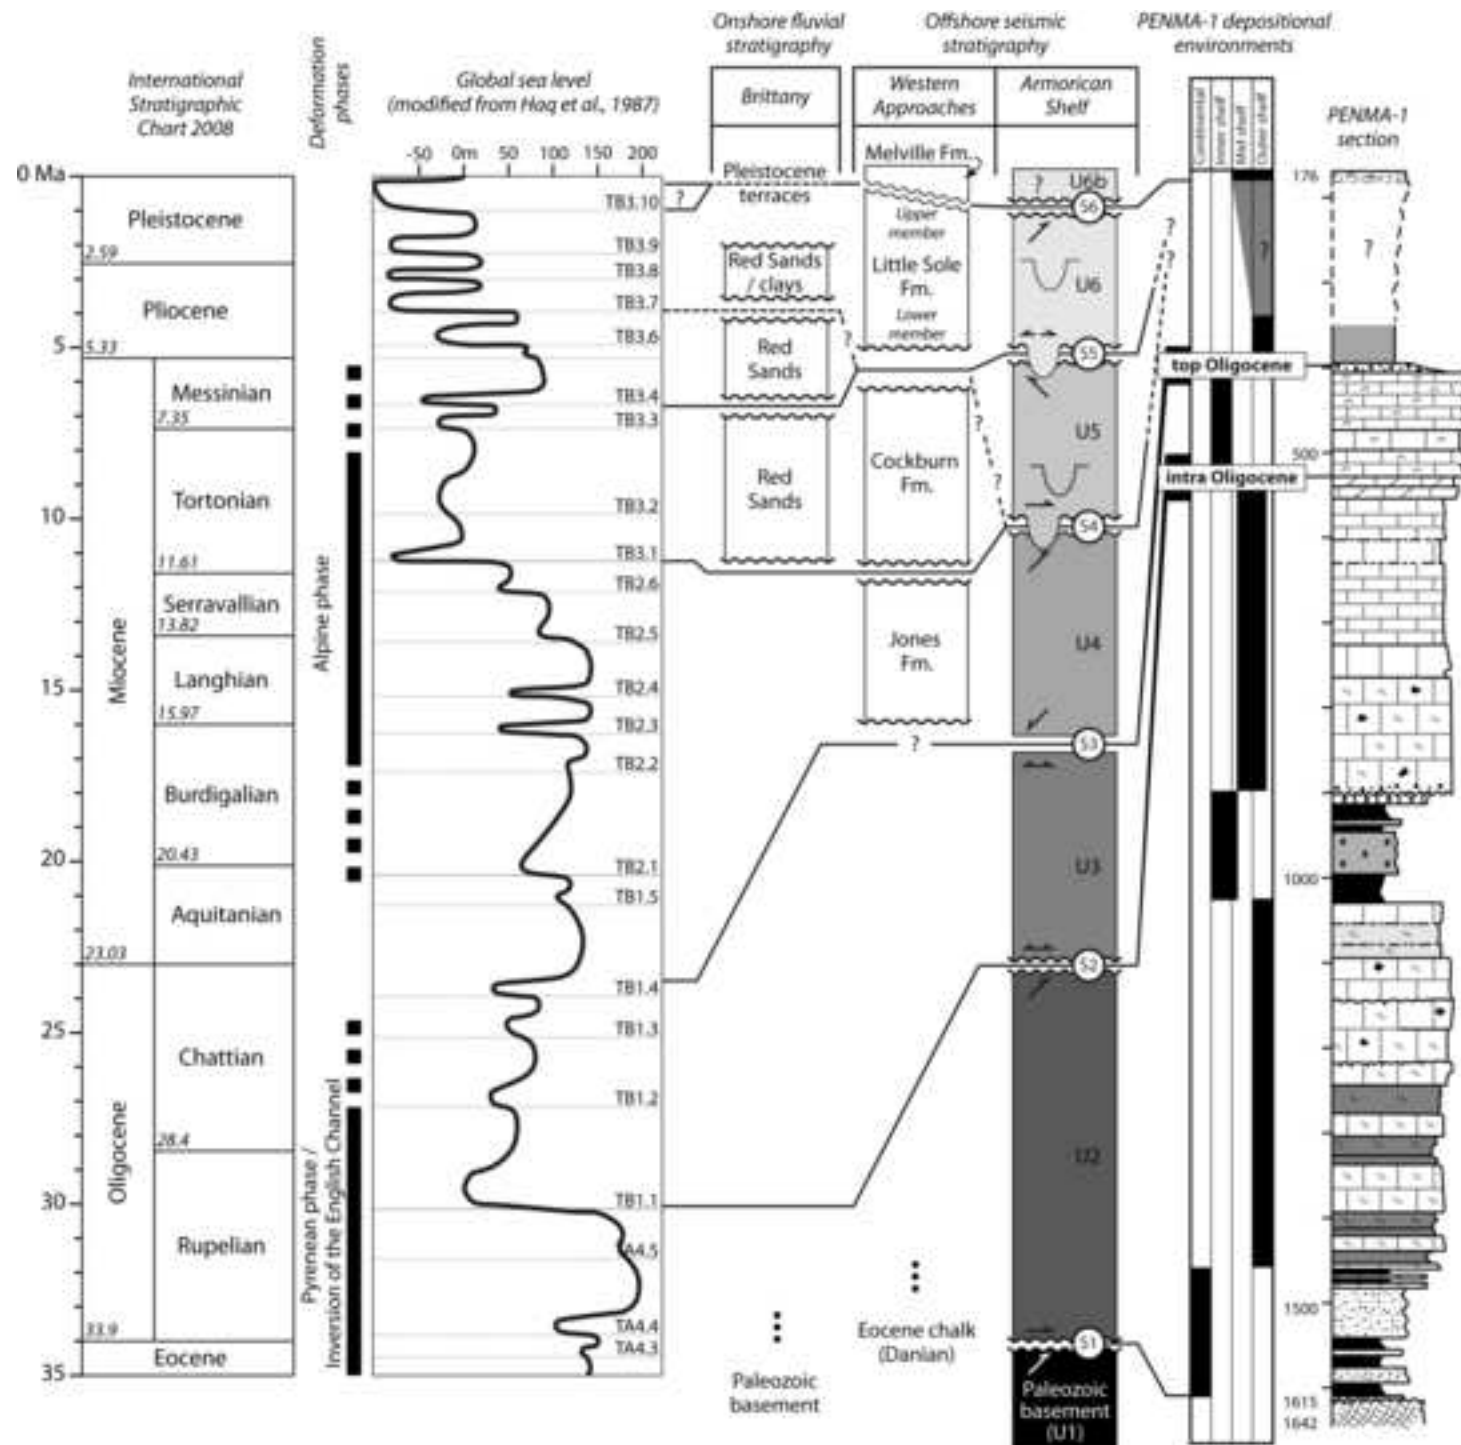 Onshore fluvial
stratigraphy
Offshore seismic
stratigraphy
PENMA-1 depositional
environments
International
Stratigraphic
Chart 2008
Deformation
phases
Global sea level
(modified from Haq et al., 1987)
Brittany
Western
Approaches
Armorican
Shelf
Continental
Inner shelf
Mid shelf
Outer shelf
PENMA-1
section
-50 0m 50 100 150 200
0 Ma
5
10
15
20
25
30
35
Pleistocene
2.59
Pliocene
5.33
Miocene
Messinian
7.35
Tortonian
11.61
Serravallian
13.82
Langhian
15.97
Burdigalian
20.43
Aquitanian
23.03
Oligocene
Chattian
28.4
Rupelian
33.9
Eocene
Alpine phase
Pyrenean phase /
Inversion of the English Channel
TB3.10
TB3.9
TB3.8
TB3.7
TB3.6
TB3.4
TB3.3
TB3.2
TB3.1
TB2.6
TB2.5
TB2.4
TB2.3
TB2.2
TB2.1
TB1.5
TB1.4
TB1.3
TB1.2
TB1.1
TA4.5
TA4.4
TA4.3
?
Pleistocene
terraces
Red Sands
/ clays
Red
Sands
Red
Sands
Paleozoic
basement
Melville Fm.
?
Upper
member
Little Sole
Fm.
Lower
member
?
Cockburn
Fm.
Jones
Fm.
?
Eocene chalk
(Danian)
?
?
? U6b
S6
U6
S5
U5
S4
U4
S3
U3
S2
U2
S1
Paleozoic
basement
(U1)
?
?
?
top Oligocene
intra Oligocene
176
?
500
1000
1500
1615
1642